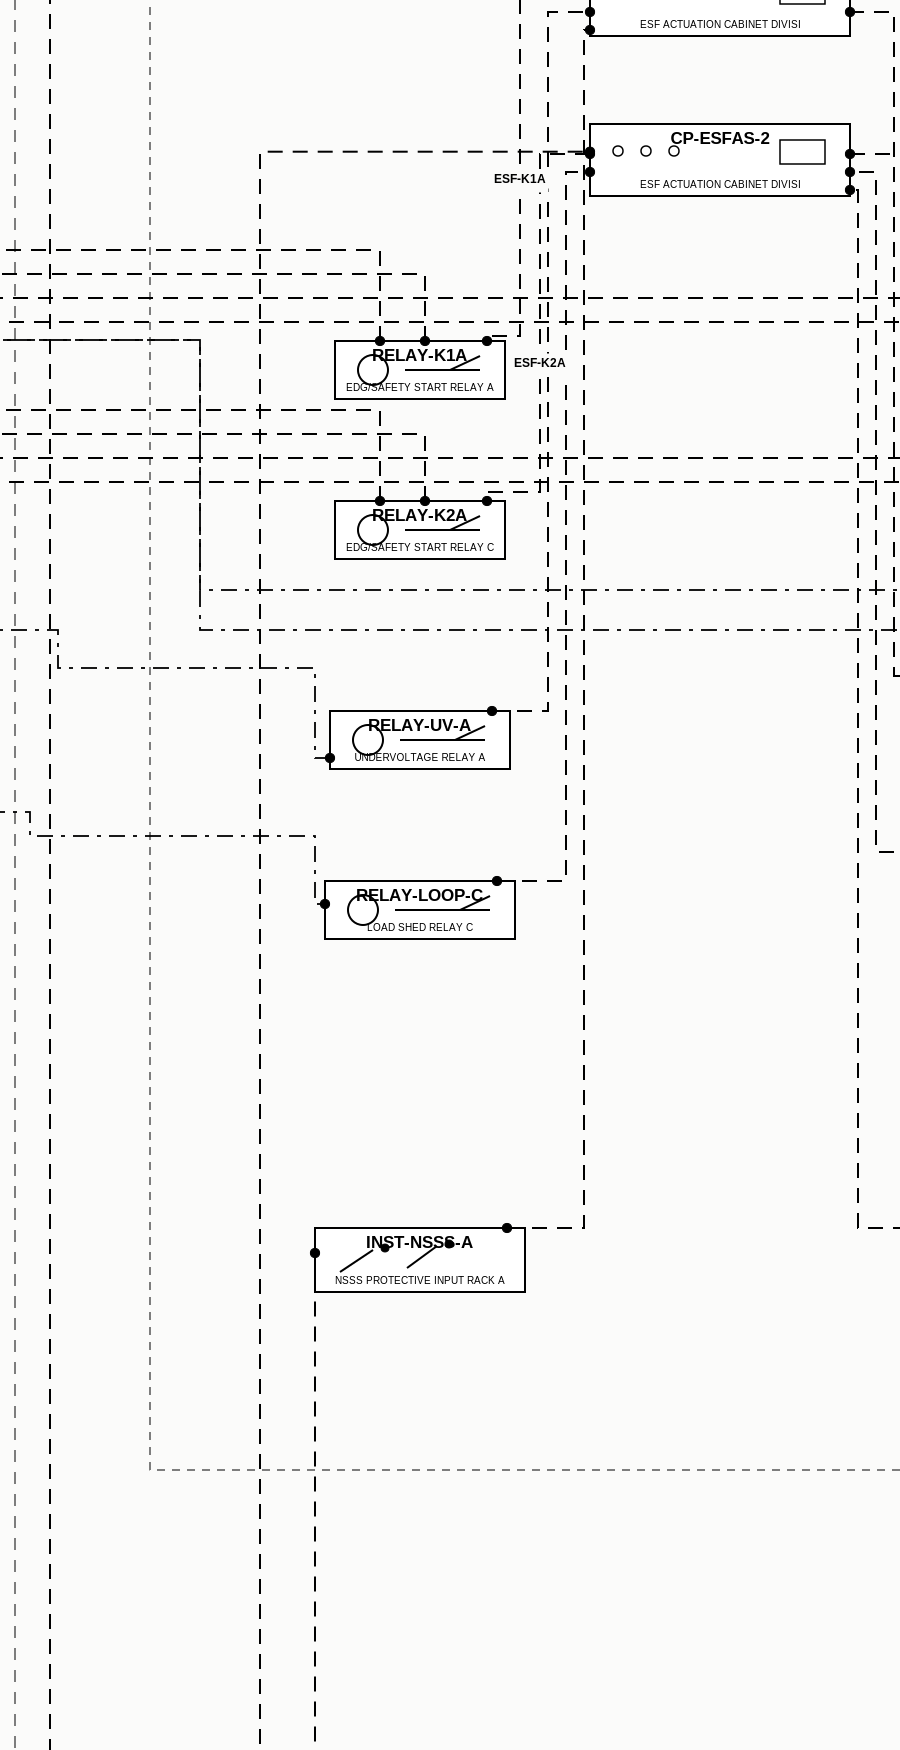 ESF ACTUATION CABINET DIVISI
CP-ESFAS-2
ESF ACTUATION CABINET DIVISI
ESF-K1A
RELAY-K1A
EDG/SAFETY START RELAY A
ESF-K2A
RELAY-K2A
EDG/SAFETY START RELAY C
RELAY-UV-A
UNDERVOLTAGE RELAY A
RELAY-LOOP-C
LOAD SHED RELAY C
INST-NSSS-A
NSSS PROTECTIVE INPUT RACK A